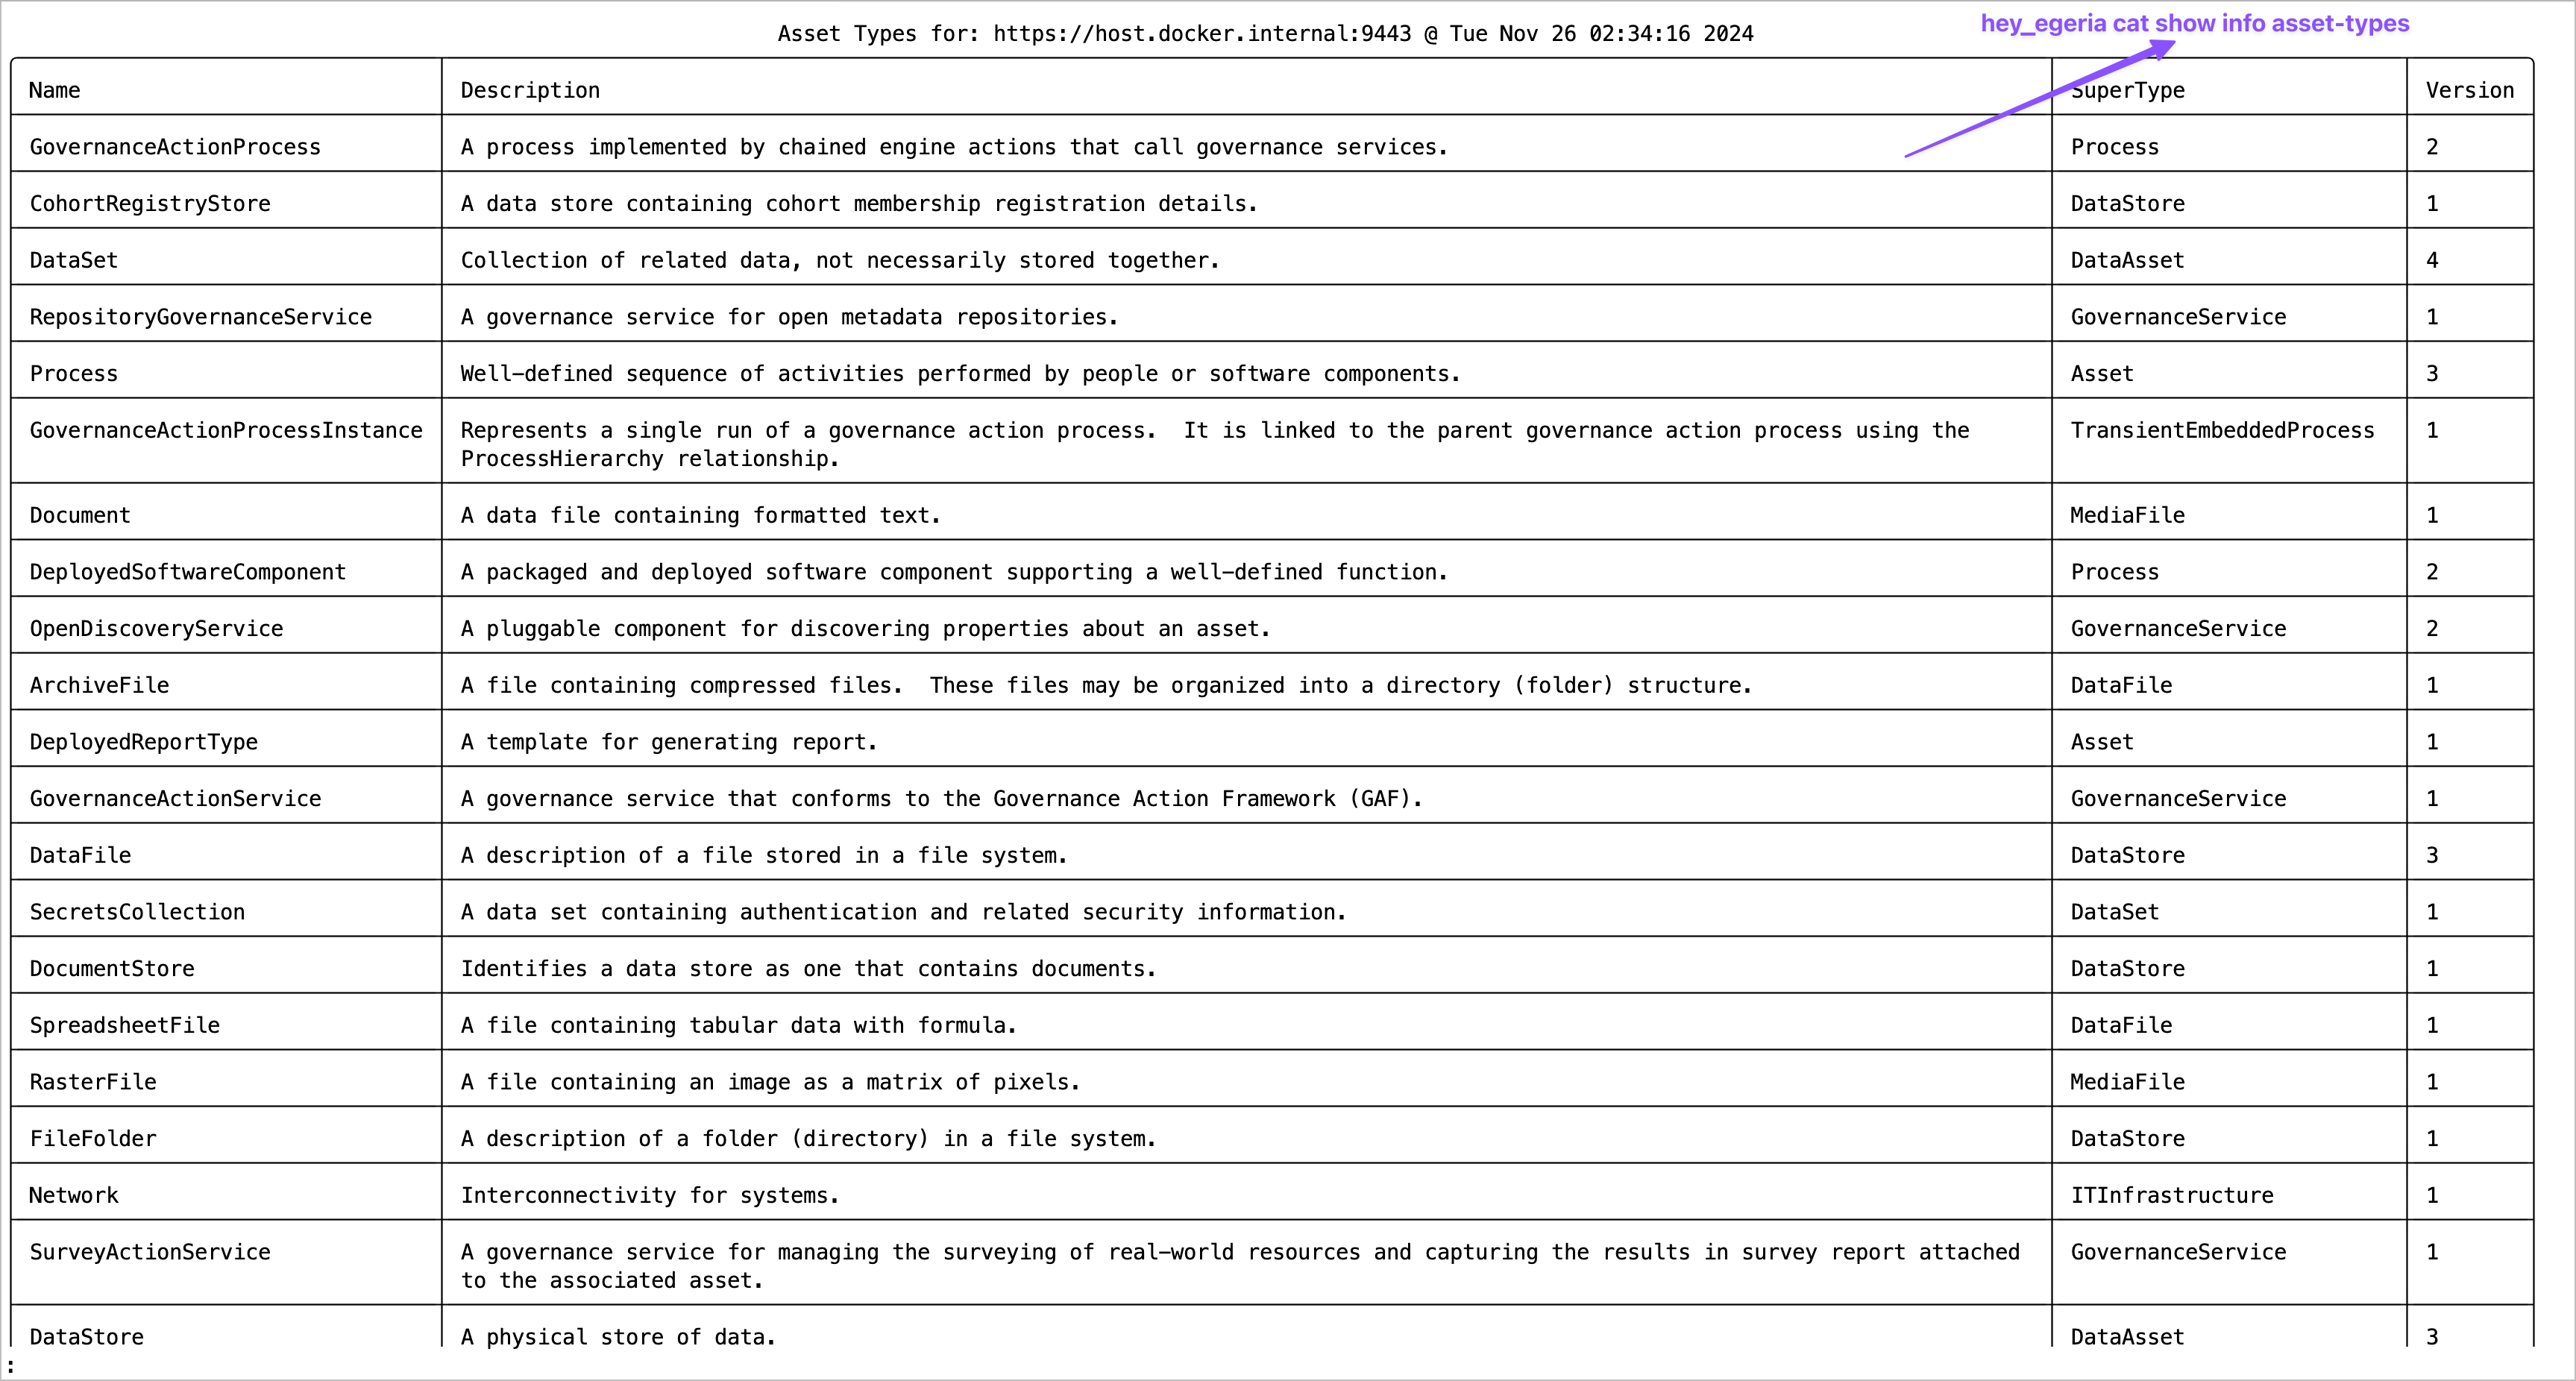 hey_egeria cat show info asset-types
Asset Types for: https://host.docker.internal:9443 @ Tue Nov 26 02:34:16 2024
Name Description SuperType Version
GovernanceActionProcess A process implemented by chained engine actions that call governance services. Process 2
CohortRegistryStore A data store containing cohort membership registration details. DataStore 1
DataSet Collection of related data, not necessarily stored together. DataAsset 4
RepositoryGovernanceService A governance service for open metadata repositories. GovernanceService 1
Process Well-defined sequence of activities performed by people or software components. Asset 3
GovernanceActionProcessInstance Represents a single run of a governance action process.  It is linked to the parent governance action process using the TransientEmbeddedProcess 1
ProcessHierarchy relationship.
Document A data file containing formatted text. MediaFile 1
DeployedSoftwareComponent A packaged and deployed software component supporting a well-defined function. Process 2
OpenDiscoveryService A pluggable component for discovering properties about an asset. GovernanceService 2
ArchiveFile A file containing compressed files.  These files may be organized into a directory (folder) structure. DataFile 1
DeployedReportType A template for generating report. Asset 1
GovernanceActionService A governance service that conforms to the Governance Action Framework (GAF). GovernanceService 1
DataFile A description of a file stored in a file system. DataStore 3
SecretsCollection A data set containing authentication and related security information. DataSet 1
DocumentStore Identifies a data store as one that contains documents. DataStore 1
SpreadsheetFile A file containing tabular data with formula. DataFile 1
RasterFile A file containing an image as a matrix of pixels. MediaFile 1
FileFolder A description of a folder (directory) in a file system. DataStore 1
Network Interconnectivity for systems. ITInfrastructure 1
SurveyActionService A governance service for managing the surveying of real-world resources and capturing the results in survey report attached GovernanceService 1
to the associated asset.
DataStore A physical store of data. DataAsset 3
: